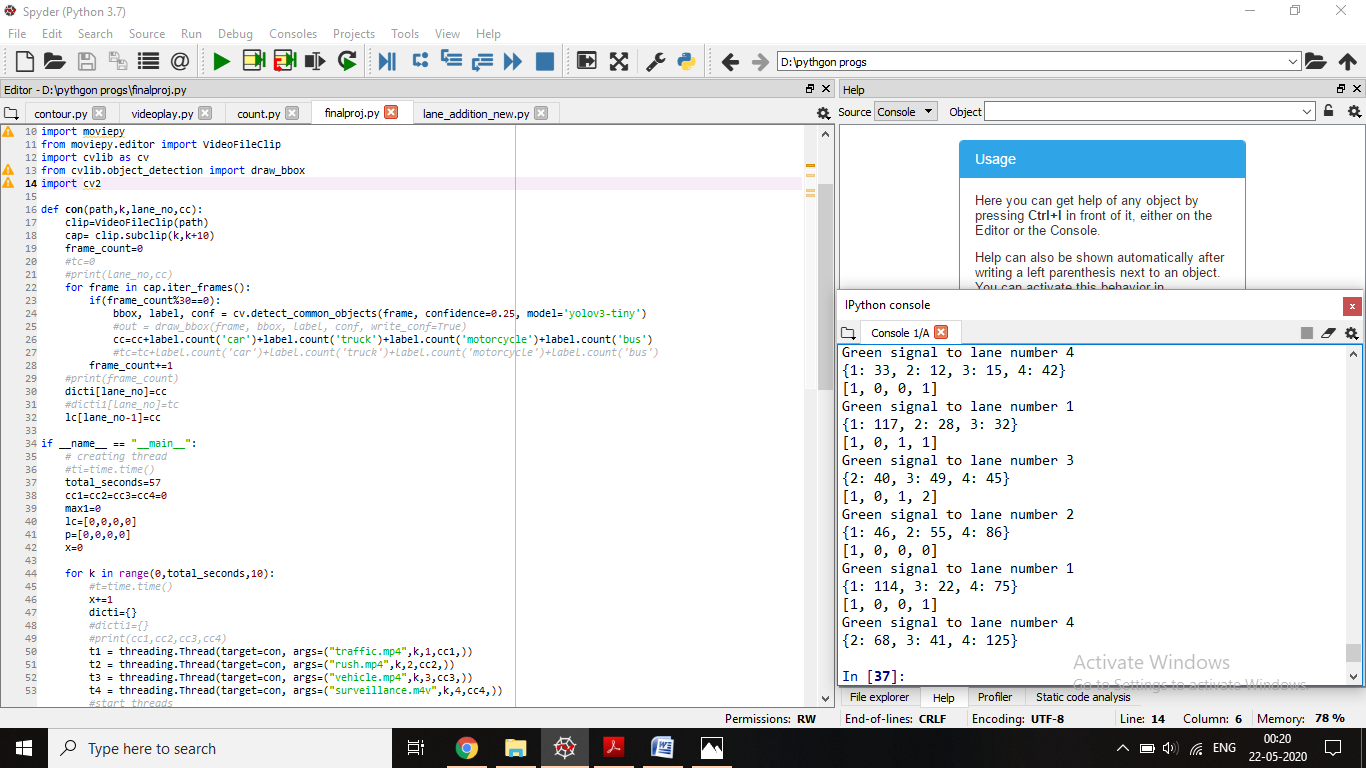 Spyder (Python 3.7)
File Edit Search Source Run Debug Consoles Projects Tools View Help
D:\pythgon progs
Editor - D:\pythgon progs\finalproj.py
contour.py videoplay.py count.py finalproj.py lane_addition_new.py
10 import moviepy
11 from moviepy.editor import VideoFileClip
12 import cvlib as cv
13 from cvlib.object_detection import draw_bbox
14 import cv2
15
16 def con(path,k,lane_no,cc):
17     clip=VideoFileClip(path)
18     cap= clip.subclip(k,k+10)
19     frame_count=0
20     #tc=0
21     #print(lane_no,cc)
22     for frame in cap.iter_frames():
23         if(frame_count%30==0):
24             bbox, label, conf = cv.detect_common_objects(frame, confidence=0.25, model='yolov3-tiny')
25             #out = draw_bbox(frame, bbox, label, conf, write_conf=True)
26             cc=cc+label.count('car')+label.count('truck')+label.count('motorcycle')+label.count('bus')
27             #tc=tc+label.count('car')+label.count('truck')+label.count('motorcycle')+label.count('bus')
28         frame_count+=1
29     #print(frame_count)
30     dicti[lane_no]=cc
31     #dicti1[lane_no]=tc
32     lc[lane_no-1]=cc
33
34 if __name__ == "__main__":
35     # creating thread
36     #ti=time.time()
37     total_seconds=57
38     cc1=cc2=cc3=cc4=0
39     max1=0
40     lc=[0,0,0,0]
41     p=[0,0,0,0]
42     x=0
43
44     for k in range(0,total_seconds,10):
45         #t=time.time()
46         x+=1
47         dicti={}
48         #dicti1={}
49         #print(cc1,cc2,cc3,cc4)
50         t1 = threading.Thread(target=con, args=("traffic.mp4",k,1,cc1,))
51         t2 = threading.Thread(target=con, args=("rush.mp4",k,2,cc2,))
52         t3 = threading.Thread(target=con, args=("vehicle.mp4",k,3,cc3,))
53         t4 = threading.Thread(target=con, args=("surveillance.m4v",k,4,cc4,))
#start threads
Help
Source Console Object
Usage
Here you can get help of any object by
pressing Ctrl+I in front of it, either on the
Editor or the Console.
Help can also be shown automatically after
writing a left parenthesis next to an object.
You can activate this behavior in
IPython console
Console 1/A
Green signal to lane number 4
{1: 33, 2: 12, 3: 15, 4: 42}
[1, 0, 0, 1]
Green signal to lane number 1
{1: 117, 2: 28, 3: 32}
[1, 0, 1, 1]
Green signal to lane number 3
{2: 40, 3: 49, 4: 45}
[1, 0, 1, 2]
Green signal to lane number 2
{1: 46, 2: 55, 4: 86}
[1, 0, 0, 0]
Green signal to lane number 1
{1: 114, 3: 22, 4: 75}
[1, 0, 0, 1]
Green signal to lane number 4
{2: 68, 3: 41, 4: 125}
In [37]:
Activate Windows
Go to Settings to activate Windows.
File explorer Help Profiler Static code analysis
Permissions: RW End-of-lines: CRLF Encoding: UTF-8 Line: 14 Column: 6 Memory: 78 %
Type here to search
ENG
00:20
22-05-2020